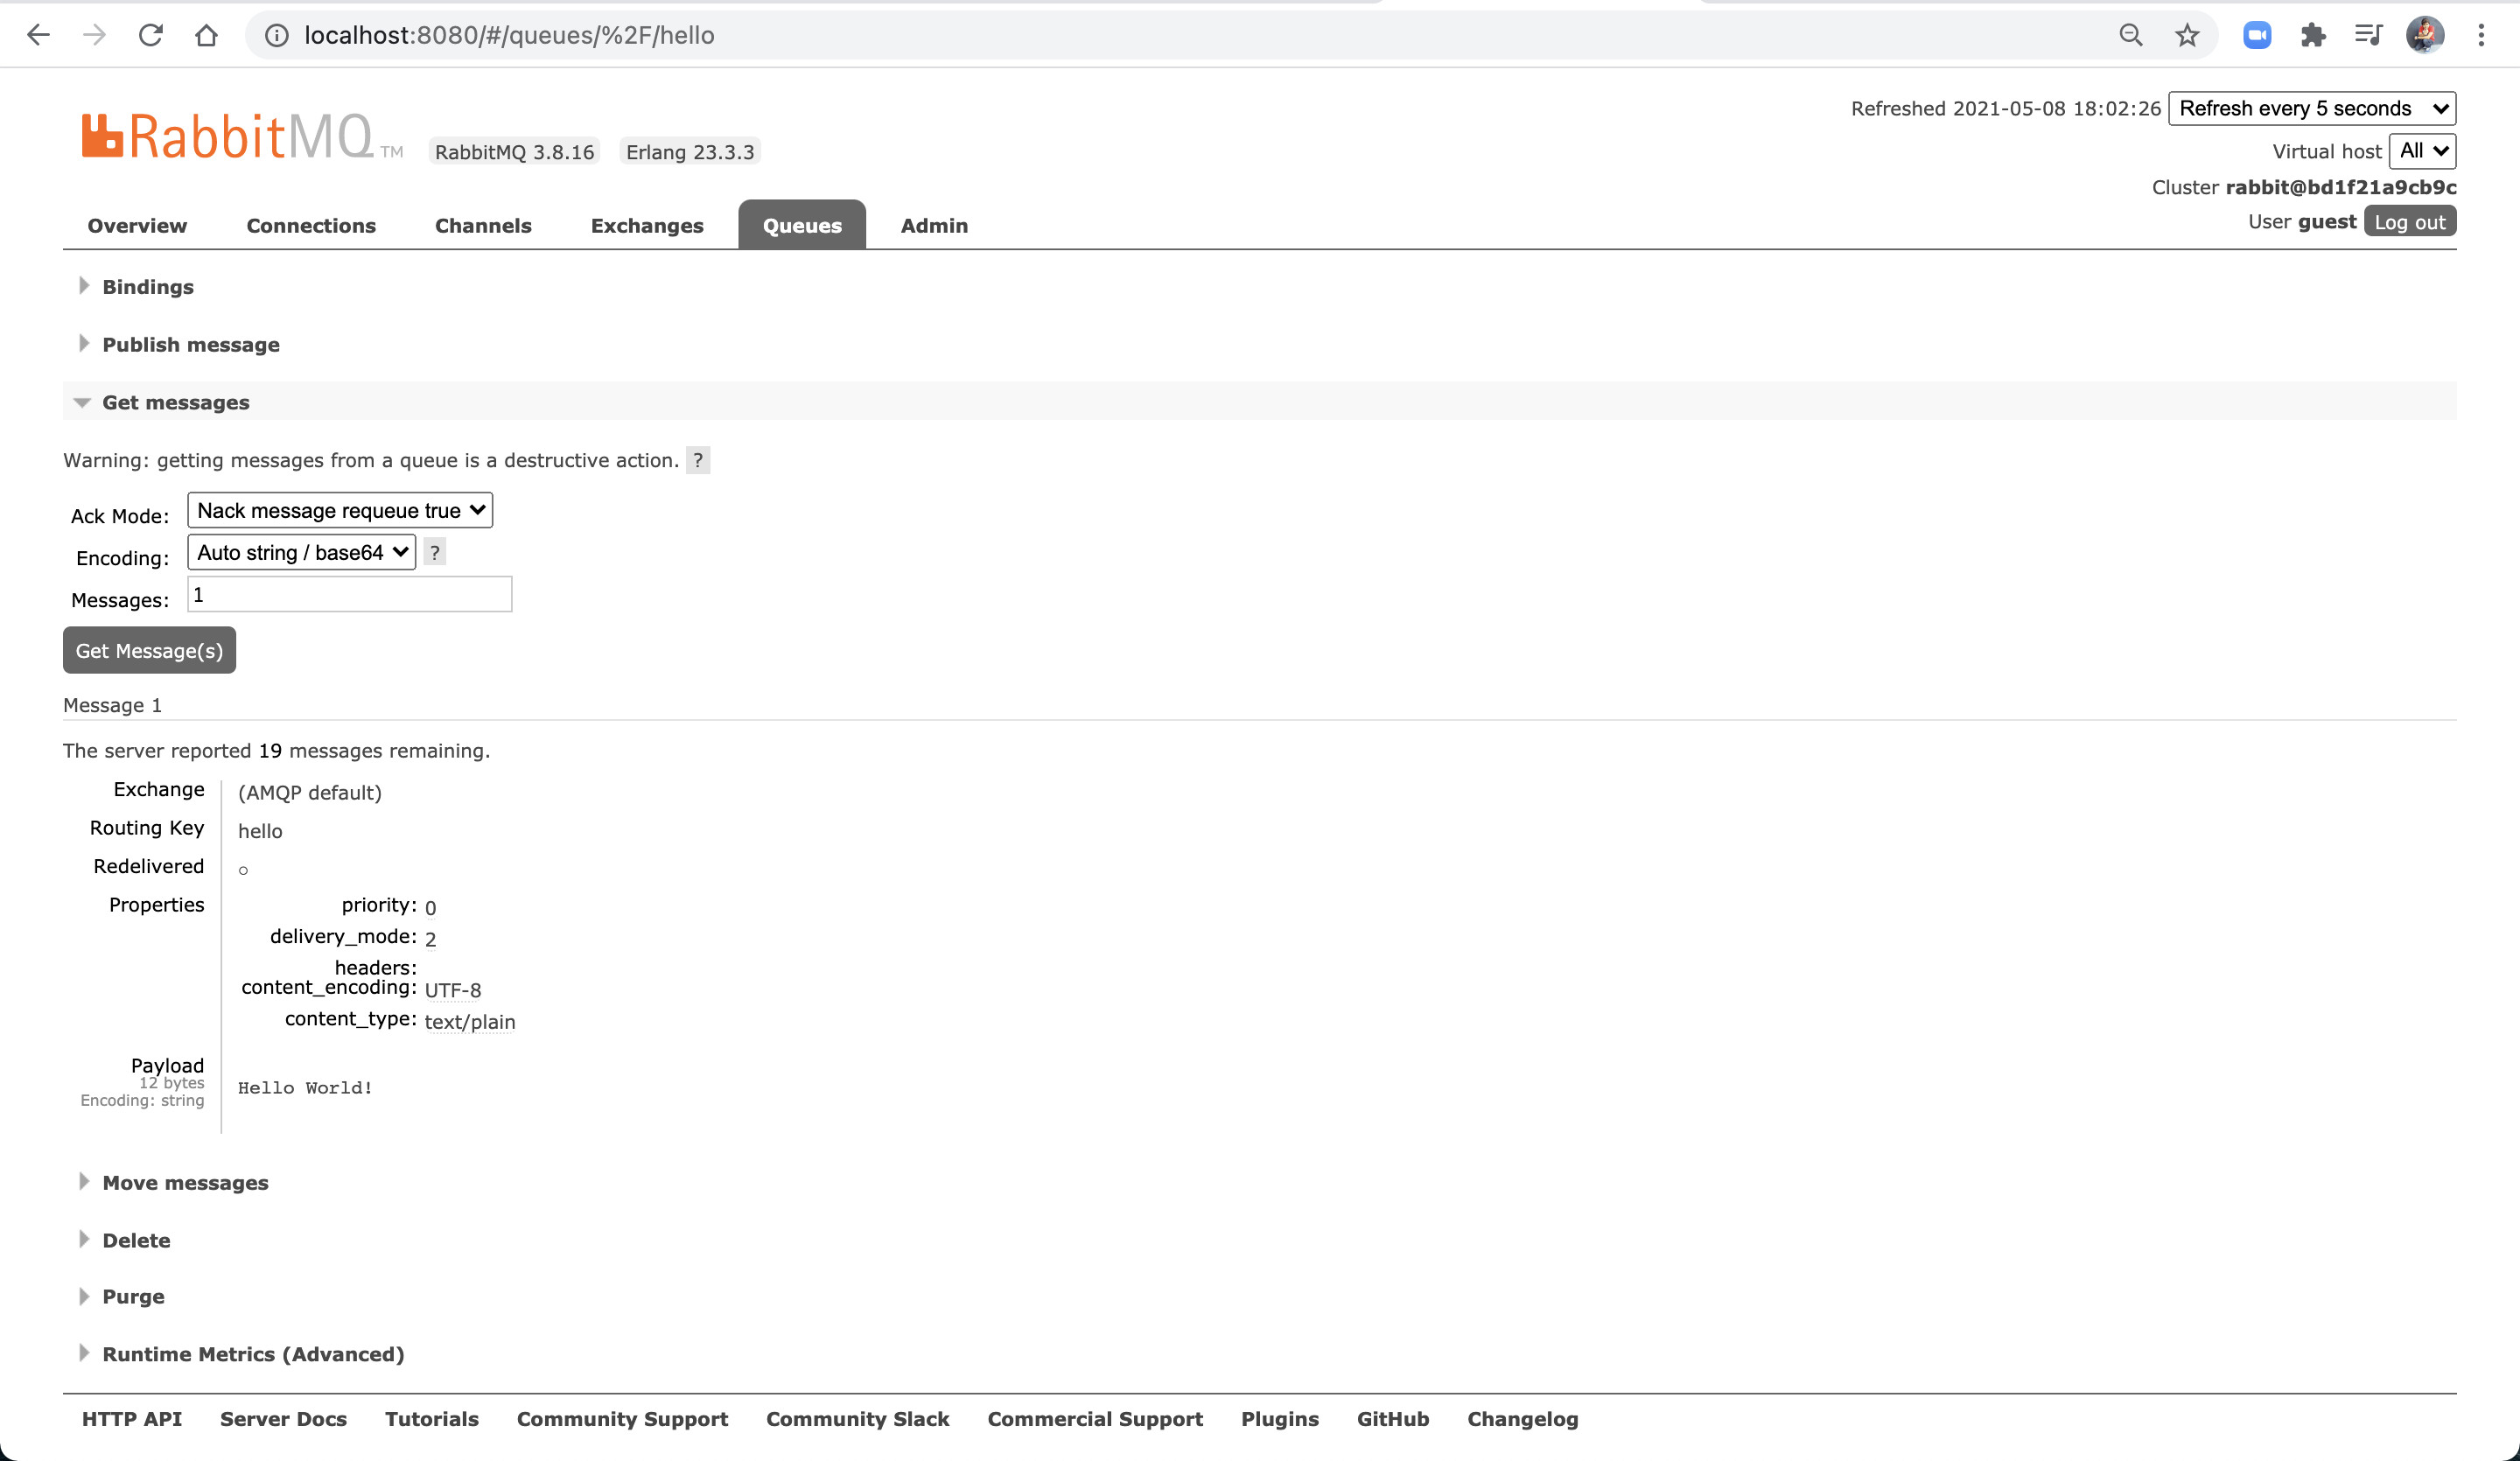 localhost:8080/#/queues/%2F/hello
Refreshed 2021-05-08 18:02:26 Refresh every 5 seconds
RabbitMQ TM RabbitMQ 3.8.16 Erlang 23.3.3
Virtual host All
Cluster rabbit@bd1f21a9cb9c
User guest Log out
Overview Connections Channels Exchanges Queues Admin
Bindings
Publish message
Get messages
Warning: getting messages from a queue is a destructive action. ?
Ack Mode: Nack message requeue true
Encoding: Auto string / base64 ?
Messages: 1
Get Message(s)
Message 1
The server reported 19 messages remaining.
Exchange (AMQP default)
Routing Key hello
Redelivered ○
Properties priority: 0
delivery_mode: 2
headers:
content_encoding: UTF-8
content_type: text/plain
Payload
12 bytes
Encoding: string
Hello World!
Move messages
Delete
Purge
Runtime Metrics (Advanced)
HTTP API Server Docs Tutorials Community Support Community Slack Commercial Support Plugins GitHub Changelog